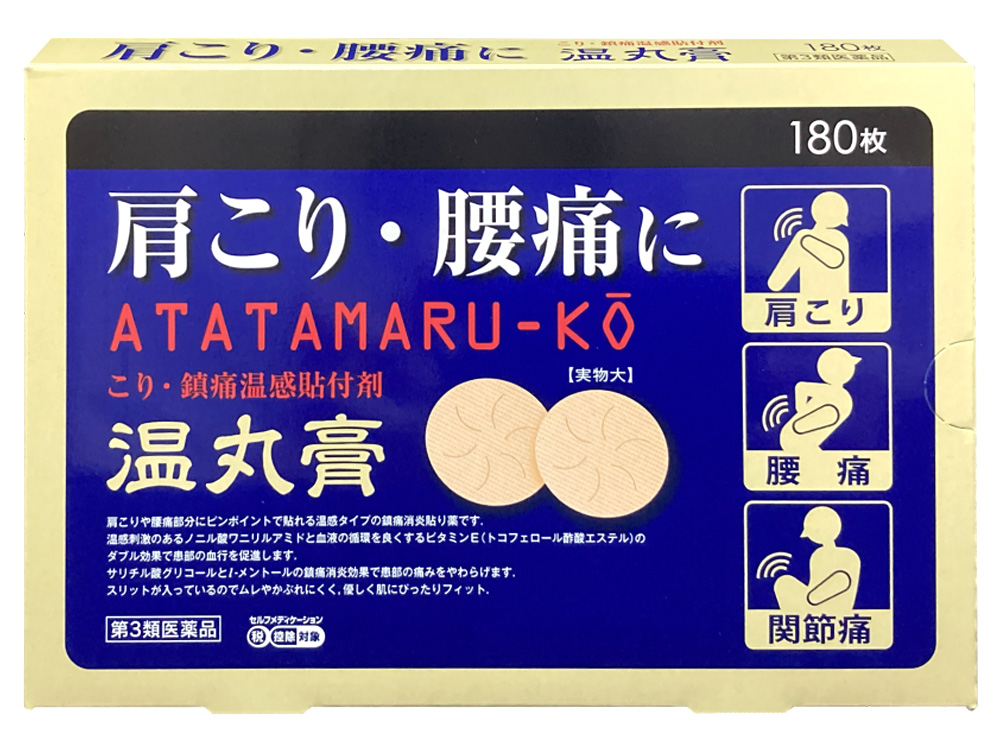 肩こり・腰痛に
こり・鎮痛温感貼付剤
温丸膏
180枚
第3類医薬品
180枚
肩こり・腰痛に
ATATAMARU-KŌ
こり・鎮痛温感貼付剤
【実物大】
温丸膏
肩こりや腰痛部分にピンポイントで貼れる温感タイプの鎮痛消炎貼り薬です.
温感刺激のあるノニル酸ワニリルアミドと血液の循環を良くするビタミンE(トコフェロール酢酸エステル)の
ダブル効果で患部の血行を促進します.
サリチル酸グリコールとl-メントールの鎮痛消炎効果で患部の痛みをやわらげます.
スリットが入っているのでムレやかぶれにくく,優しく肌にぴったりフィット.
第3類医薬品
セルフメディケーション
税 控除 対象
肩こり
腰痛
関節痛